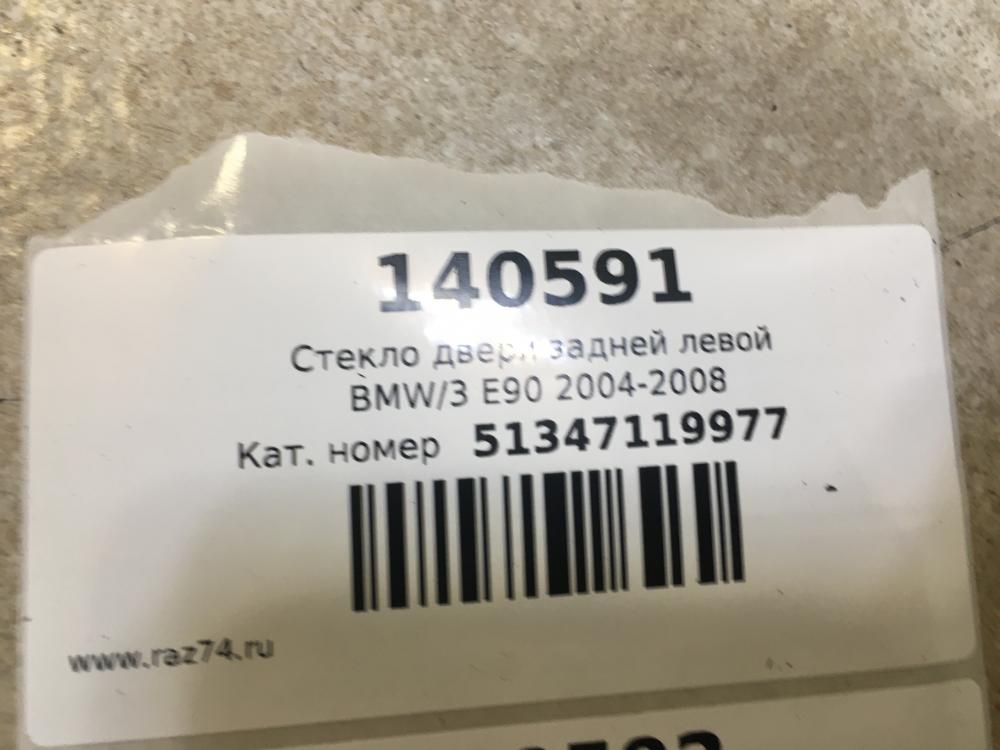 140591
Стекло двери задней левой
BMW/3 E90 2004-2008
Кат. номер 51347119977
www.raz74.ru